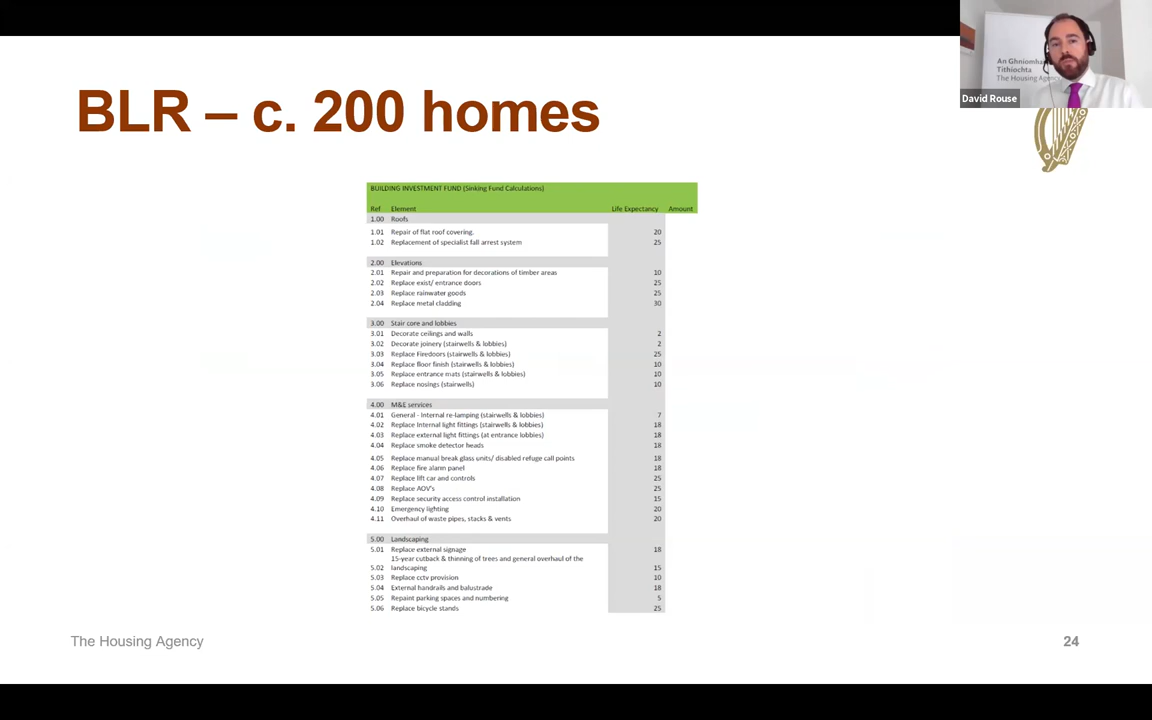 An Ghníomha
Tithíochta
The Housing Agency
David Rouse
BLR – c. 200 homes
BUILDING INVESTMENT FUND (Sinking Fund Calculations)
Ref Element Life Expectancy Amount
1.00 Roofs
1.01 Repair of flat roof covering. 20
1.02 Replacement of specialist fall arrest system 25
2.00 Elevations
2.01 Repair and preparation for decorations of timber areas 10
2.02 Replace exist/ entrance doors 25
2.03 Replace rainwater goods 25
2.04 Replace metal cladding 30
3.00 Stair core and lobbies
3.01 Decorate ceilings and walls 2
3.02 Decorate joinery (stairwells & lobbies) 2
3.03 Replace Firedoors (stairwells & lobbies) 25
3.04 Replace floor finish (stairwells & lobbies) 10
3.05 Replace entrance mats (stairwells & lobbies) 10
3.06 Replace nosings (stairwells) 10
4.00 M&E services
4.01 General - Internal re-lamping (stairwells & lobbies) 7
4.02 Replace Internal light fittings (stairwells & lobbies) 18
4.03 Replace external light fittings (at entrance lobbies) 18
4.04 Replace smoke detector heads 18
4.05 Replace manual break glass units/ disabled refuge call points 18
4.06 Replace fire alarm panel 18
4.07 Replace lift car and controls 25
4.08 Replace AOV's 25
4.09 Replace security access control installation 15
4.10 Emergency lighting 20
4.11 Overhaul of waste pipes, stacks & vents 20
5.00 Landscaping
5.01 Replace external signage 18
15-year cutback & thinning of trees and general overhaul of the
5.02 landscaping 15
5.03 Replace cctv provision 10
5.04 External handrails and balustrade 18
5.05 Repaint parking spaces and numbering 5
5.06 Replace bicycle stands 25
The Housing Agency
24